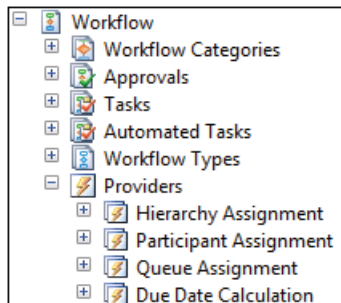 Workflow
Workflow Categories
Approvals
Tasks
Automated Tasks
Workflow Types
Providers
Hierarchy Assignment
Participant Assignment
Queue Assignment
Due Date Calculation